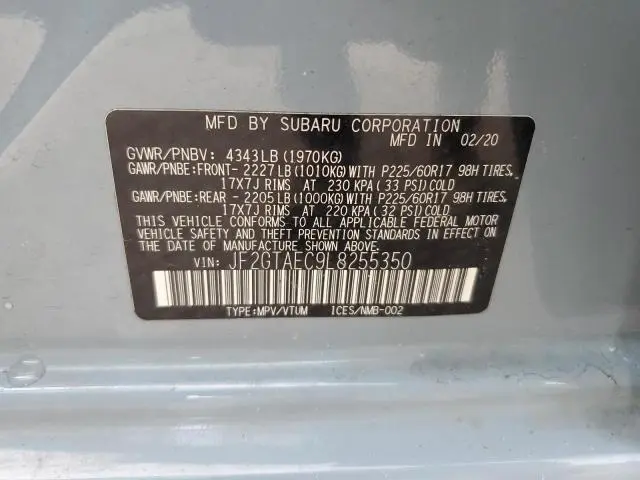 MFD BY SUBARU CORPORATION
MFD IN 02/20
GVWR/PNBV: 4343LB (1970KG)
GAWR/PNBE:FRONT- 2227LB(1010KG)WITH P225/60R17 98H TIRES,
17X7J RIMS AT 230 KPA(33 PSI)COLD
GAWR/PNBE:REAR - 2205LB(1000KG)WITH P225/60R17 98H TIRES,
17X7J RIMS AT 220 KPA(32 PSI)COLD
THIS VEHICLE CONFORMS TO ALL APPLICABLE FEDERAL MOTOR
VEHICLE SAFETY AND THEFT PREVENTION STANDARDS IN EFFECT
ON THE DATE OF MANUFACTURE SHOWN ABOVE.
VIN: JF2GTAEC9L8255350
TYPE:MPV/VTUM ICES/NMB-002